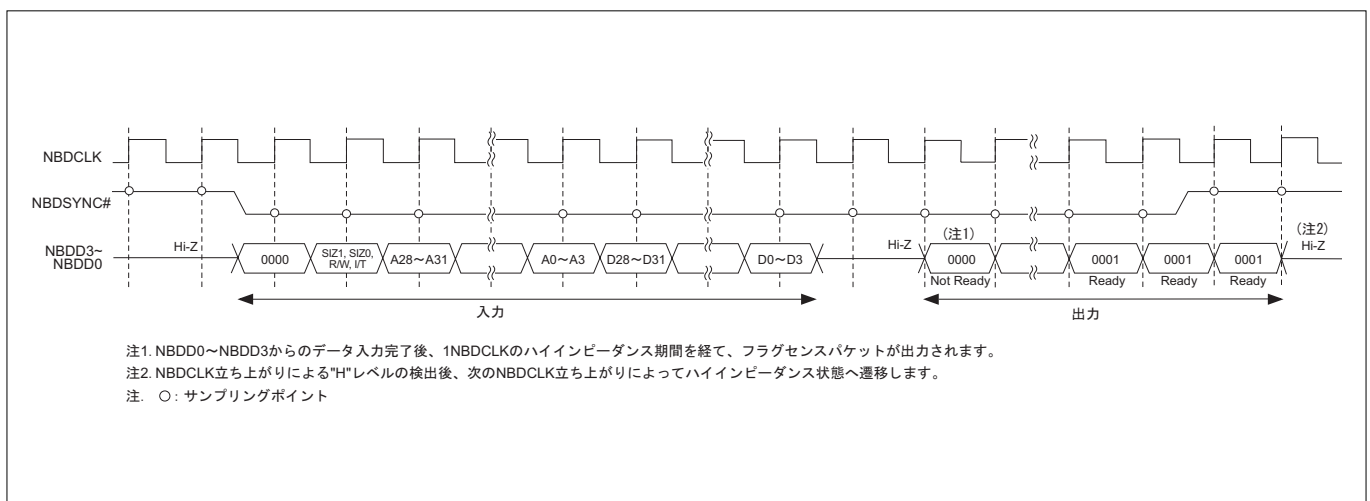 NBDCLK
NBDSYNC#
NBDD3~
NBDD0
Hi-Z
0000
SIZ1, SIZ0,
R/W, I/T
A28～A31
A0～A3
D28～D31
D0～D3
Hi-Z
(注1)
0000
Not Ready
0001
Ready
0001
Ready
0001
Ready
(注2)
Hi-Z
入力
出力
注1. NBDD0～NBDD3からのデータ入力完了後、1NBDCLKのハイインピーダンス期間を経て、フラグセンスパケットが出力されます。
注2. NBDCLK立ち上がりによる"H"レベルの検出後、次のNBDCLK立ち上がりによってハイインピーダンス状態へ遷移します。
注. ○: サンプリングポイント